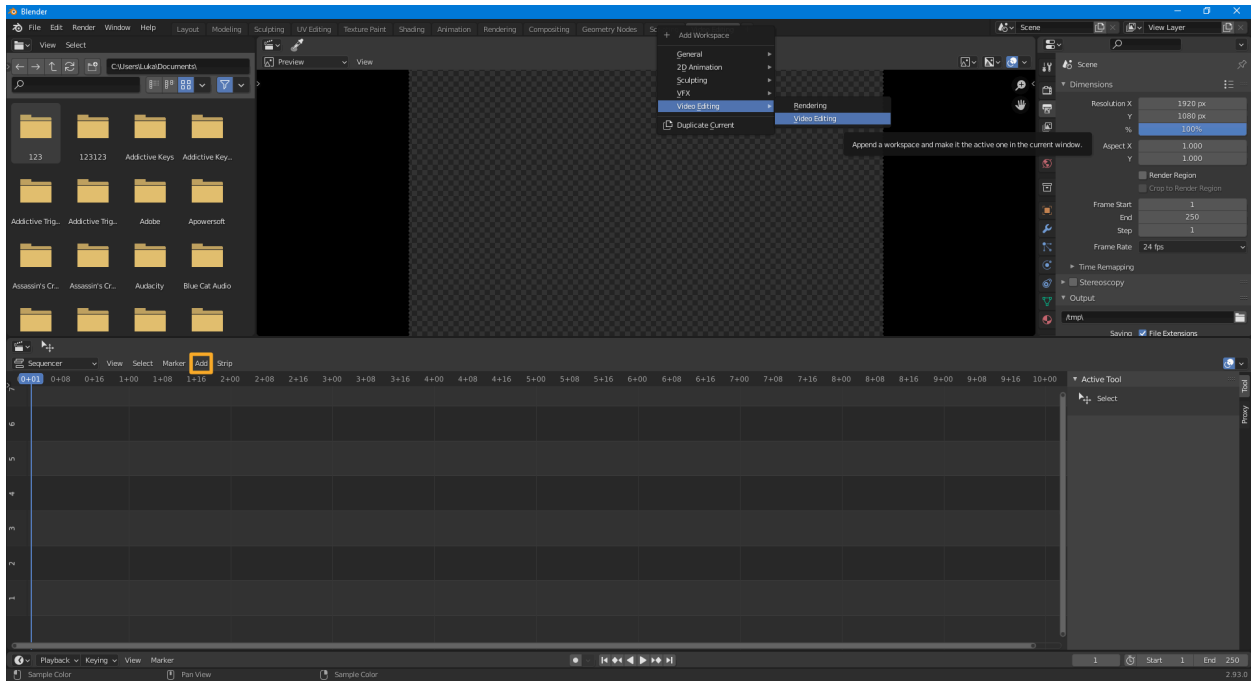 Blender
File Edit Render Window Help Layout Modeling Sculpting UV Editing Texture Paint Shading Animation Rendering Compositing Geometry Nodes Scene View Layer
+ Add Workspace
General
2D Animation
Sculpting
VFX
Video Editing
Duplicate Current
Rendering
Video Editing
Append a workspace and make it the active one in the current window.
View Select
C:\Users\Luka\Documents\
123 123123 Addictive Keys Addictive Key...
Addictive Trig... Addictive Trig... Adobe Apowersoft
Assassin's Cr... Assassin's Cr... Audacity Blue Cat Audio
Preview View
Scene
Dimensions
Resolution X 1920 px
Y 1080 px
% 100%
Aspect X 1.000
Y 1.000
Render Region
Crop to Render Region
Frame Start 1
End 250
Step 1
Frame Rate 24 fps
Time Remapping
Stereoscopy
Output
/tmp\
Saving File Extensions
Sequencer View Select Marker Add Strip
0+01 0+08 0+16 1+00 1+08 1+16 2+00 2+08 2+16 3+00 3+08 3+16 4+00 4+08 4+16 5+00 5+08 5+16 6+00 6+08 6+16 7+00 7+08 7+16 8+00 8+08 8+16 9+00 9+08 9+16 10+00
7
6
5
4
3
2
1
Active Tool
Select
Tool
Proxy
Playback Keying View Marker 1 Start 1 End 250
Sample Color Pan View Sample Color 2.93.0